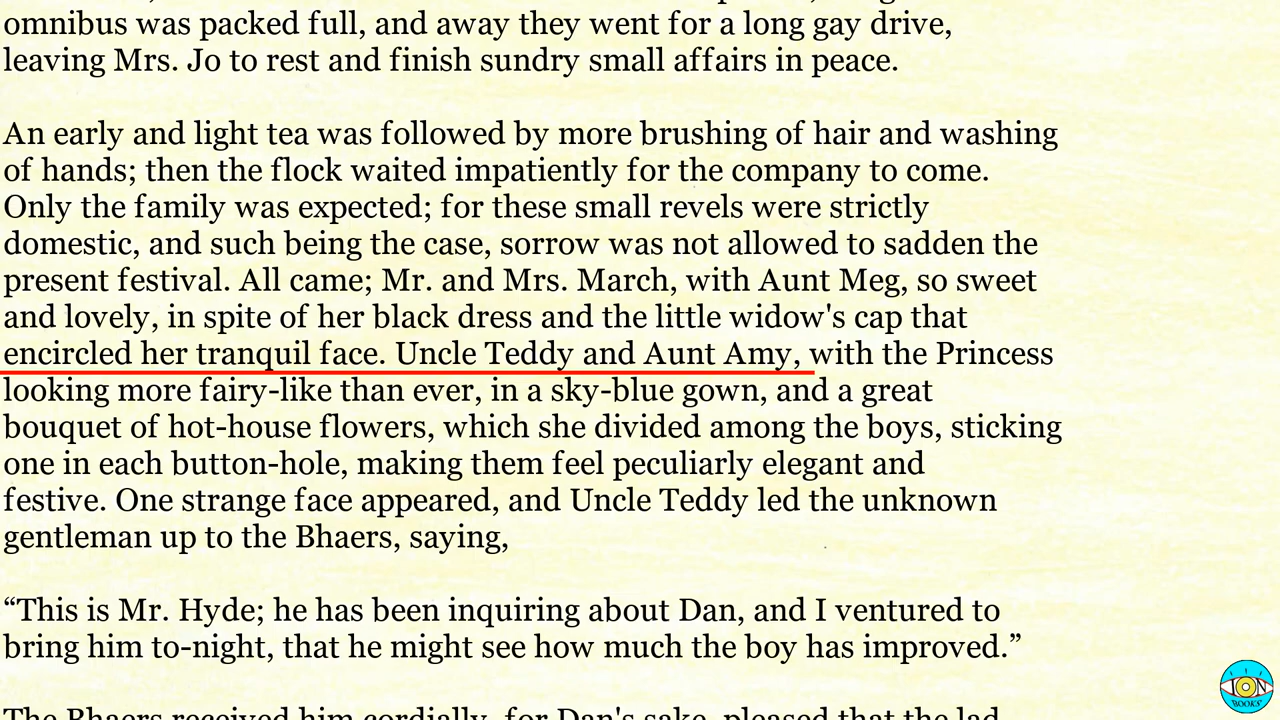 omnibus was packed full, and away they went for a long gay drive,
leaving Mrs. Jo to rest and finish sundry small affairs in peace.
An early and light tea was followed by more brushing of hair and washing
of hands; then the flock waited impatiently for the company to come.
Only the family was expected; for these small revels were strictly
domestic, and such being the case, sorrow was not allowed to sadden the
present festival. All came; Mr. and Mrs. March, with Aunt Meg, so sweet
and lovely, in spite of her black dress and the little widow's cap that
encircled her tranquil face. Uncle Teddy and Aunt Amy, with the Princess
looking more fairy-like than ever, in a sky-blue gown, and a great
bouquet of hot-house flowers, which she divided among the boys, sticking
one in each button-hole, making them feel peculiarly elegant and
festive. One strange face appeared, and Uncle Teddy led the unknown
gentleman up to the Bhaers, saying,
“This is Mr. Hyde; he has been inquiring about Dan, and I ventured to
bring him to-night, that he might see how much the boy has improved.”
The Bhaers received him cordially, for Dan's sake, pleased that the lad
ION
BOOKS